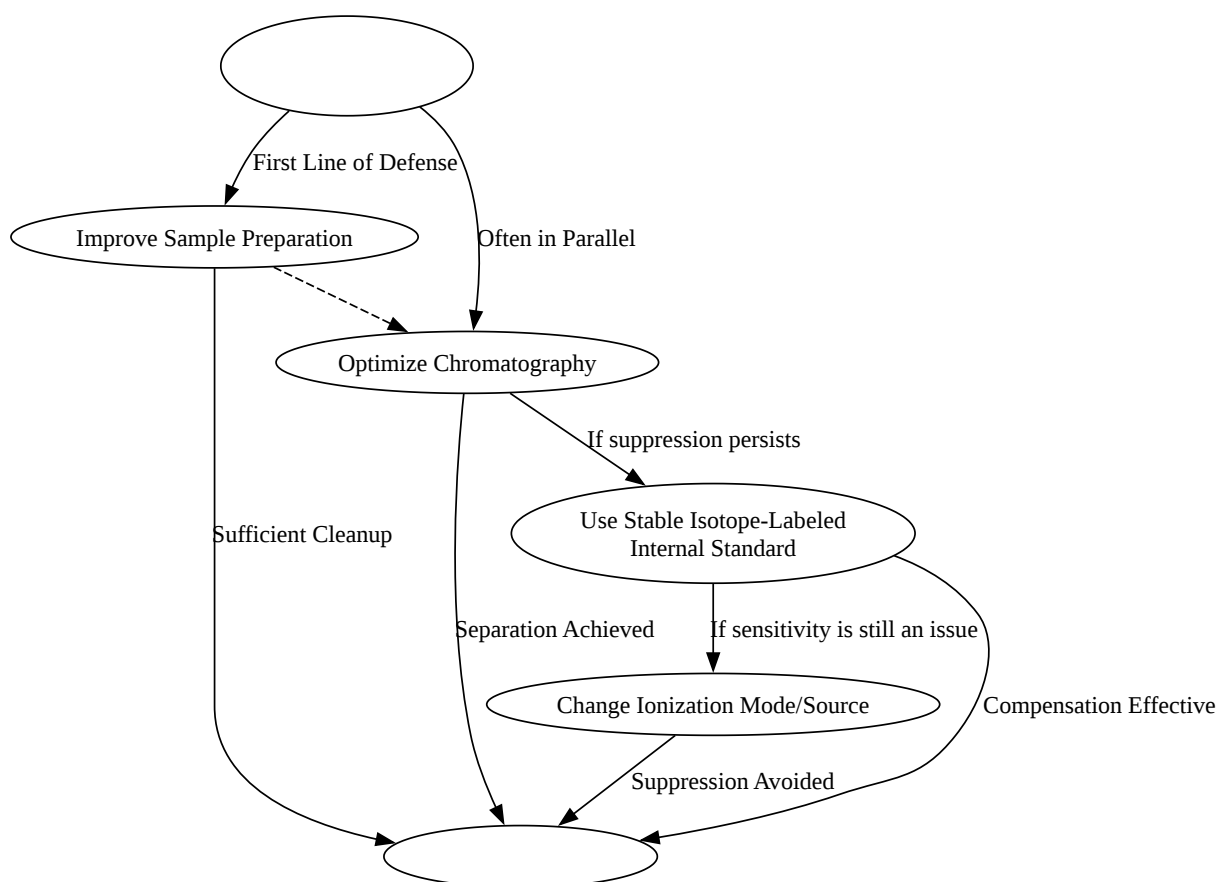 First Line of Defense
Improve Sample Preparation
Often in Parallel
Optimize Chromatography
If suppression persists
Use Stable Isotope-Labeled
Internal Standard
Sufficient Cleanup
Separation Achieved
If sensitivity is still an issue
Change Ionization Mode/Source
Compensation Effective
Suppression Avoided